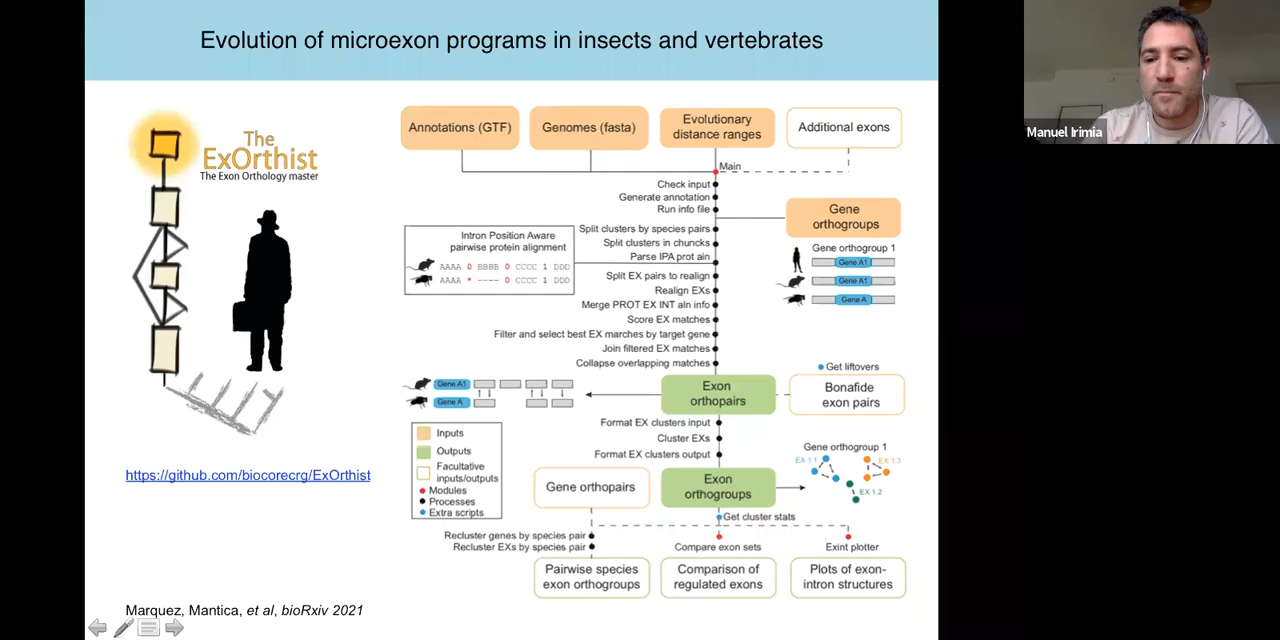 Evolution of microexon programs in insects and vertebrates
Manuel Irimia
The
ExOrthist
The Exon Orthology master
https://github.com/biocorecrg/ExOrthist
Marquez, Mantica, et al, bioRxiv 2021
Annotations (GTF)
Genomes (fasta)
Evolutionary
distance ranges
Additional exons
Main
Check input
Generate annotation
Run info file
Gene
orthogroups
Split clusters by species pairs
Split clusters in chuncks
Parse IPA prot aln
Intron Position Aware
pairwise protein alignment
AAAA 0 BBBB 0 CCCC 1 DDD
AAAA * ---- 0 CCCC 1 DDD
Gene orthogroup 1
Gene A1
Gene A1
Gene A
Split EX pairs to realign
Realign EXs
Merge PROT EX INT aln info
Score EX matches
Filter and select best EX marches by target gene
Join filtered EX matches
Collapse overlapping matches
Get liftovers
Exon
orthopairs
Bonafide
exon pairs
Gene A1
Gene A
Format EX clusters input
Cluster EXs
Format EX clusters output
Inputs
Outputs
Facultative
inputs/outputs
Modules
Processes
Extra scripts
Gene orthopairs
Exon
orthogroups
Gene orthogroup 1
EX 1.1
EX 1.3
EX 1.2
Get cluster stats
Recluster genes by species pair
Recluster EXs by species pair
Compare exon sets
Exint plotter
Pairwise species
exon orthogroups
Comparison of
regulated exons
Plots of exon-
intron structures